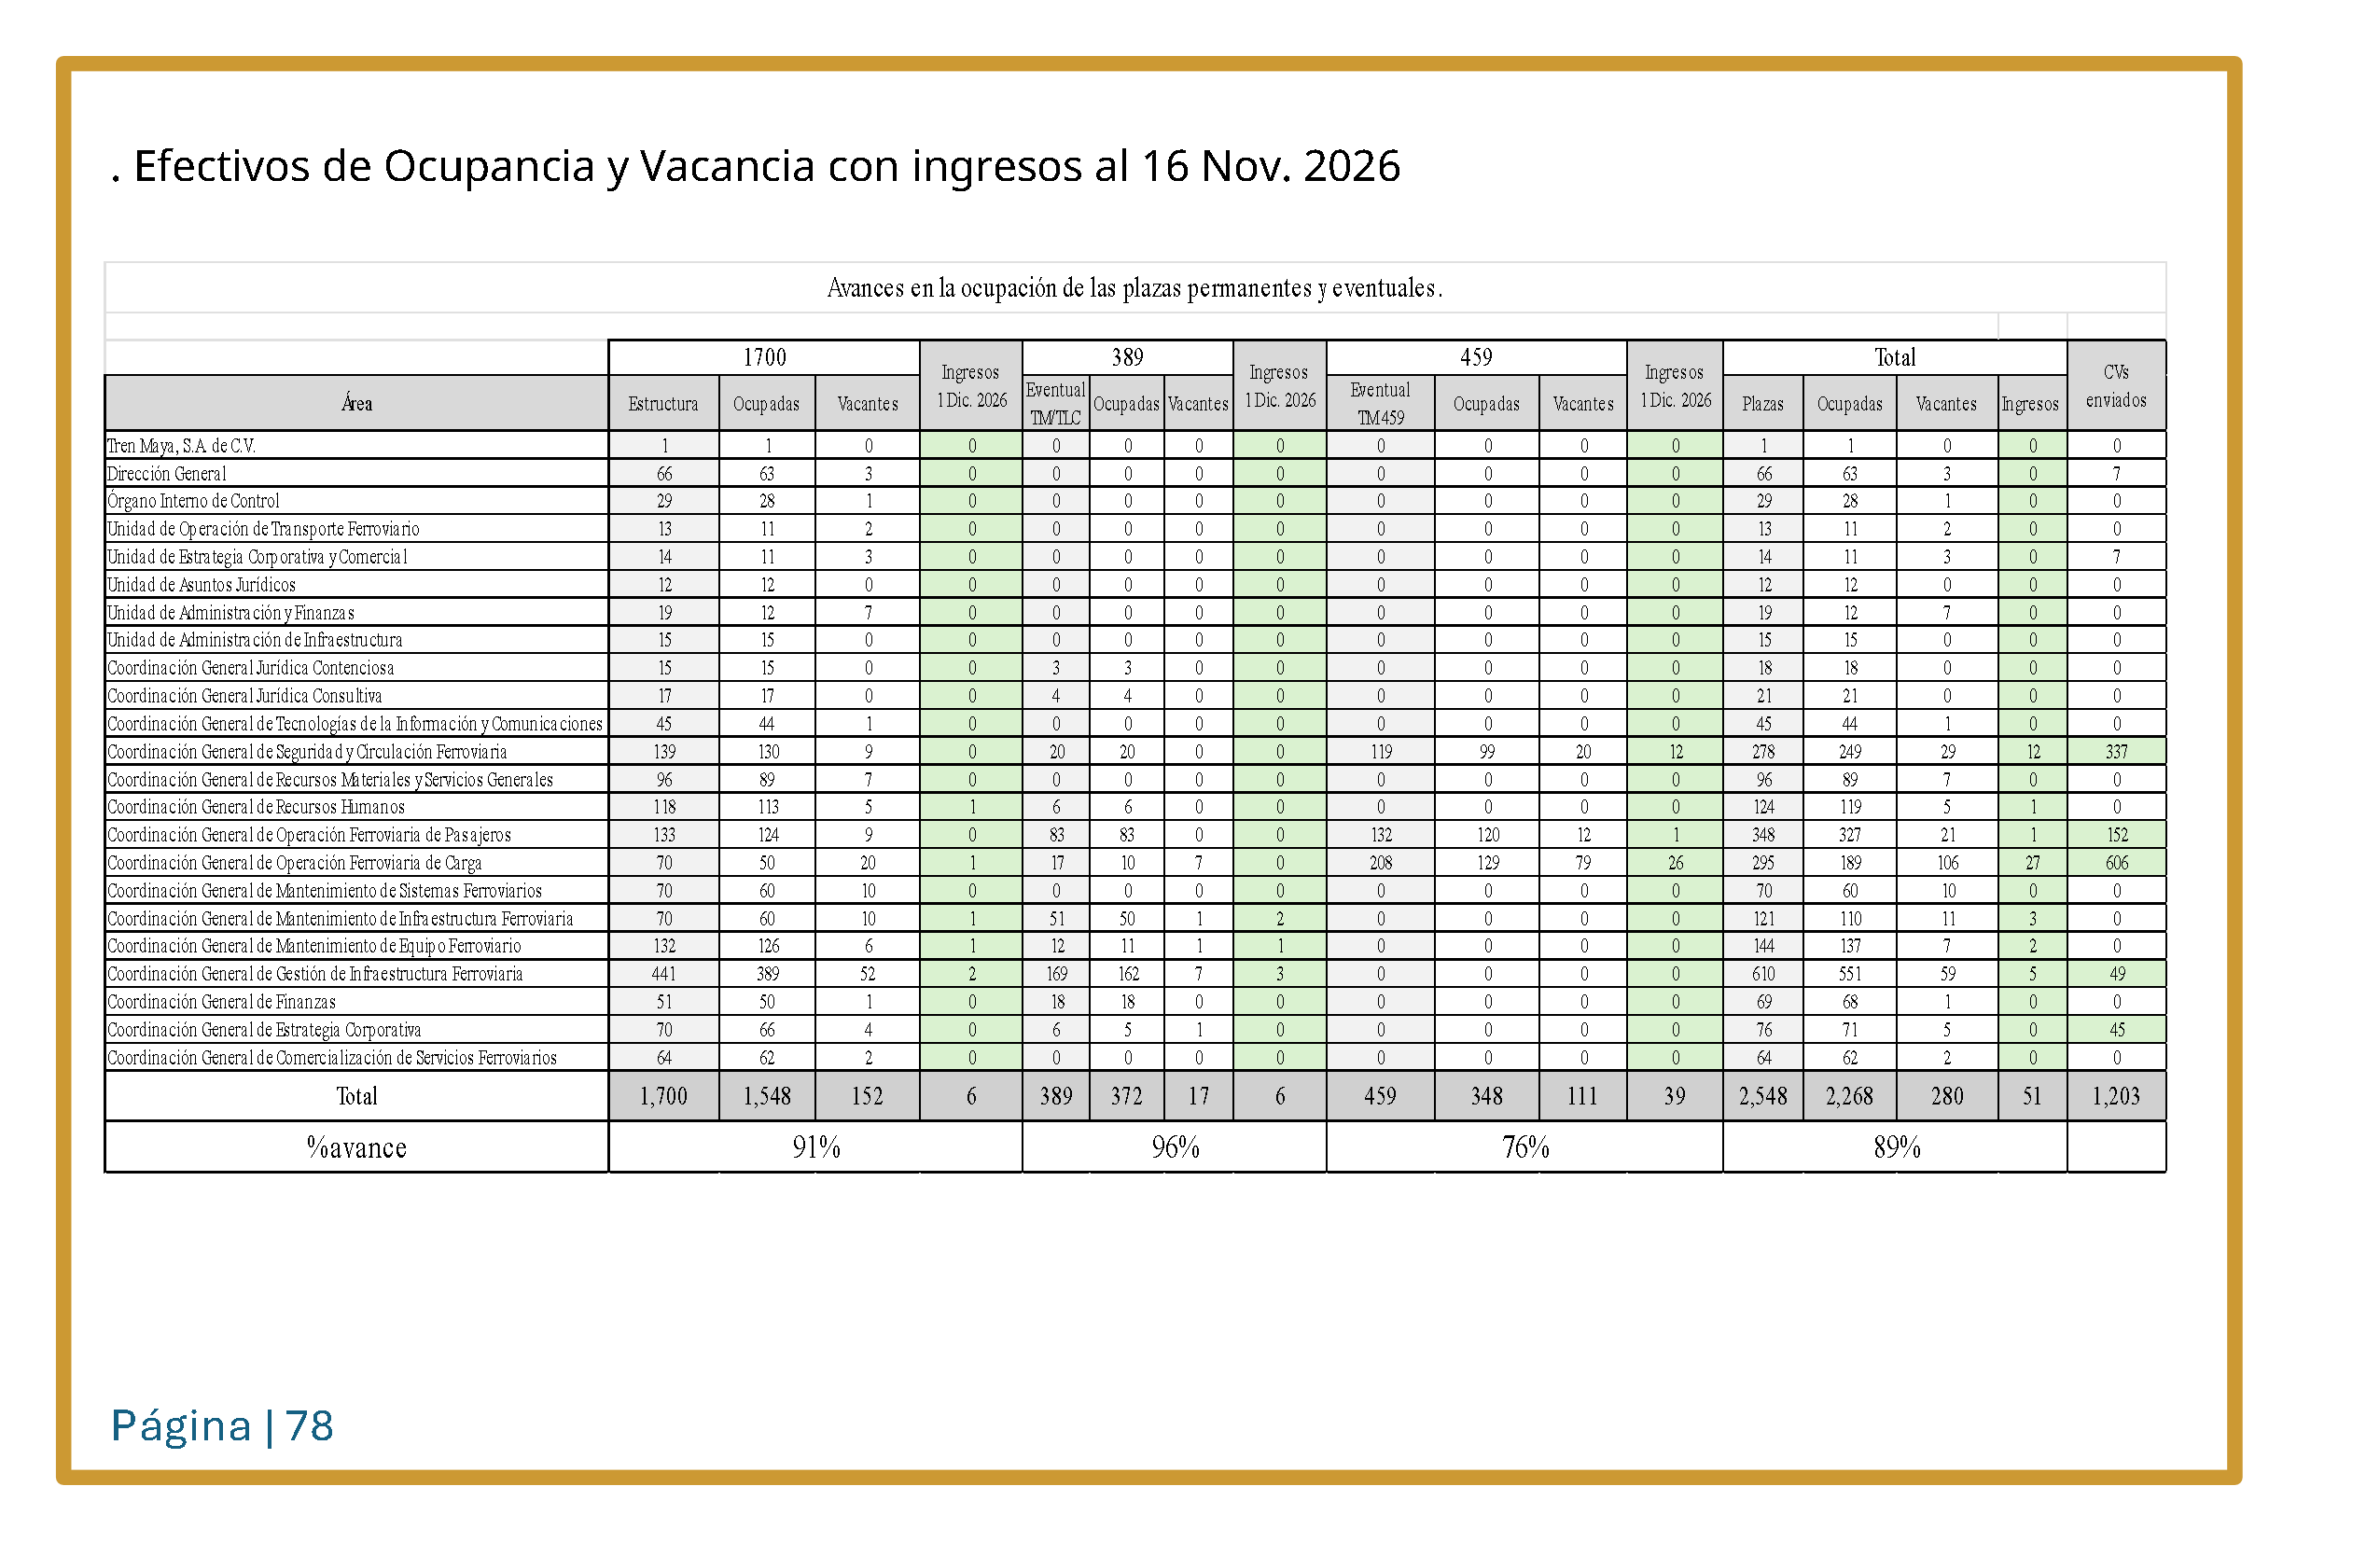 . Efectivos de Ocupancia y Vacancia con ingresos al 16 Nov. 2026
Avances en la ocupación de las plazas permanentes y eventuales.
1700 Ingresos 1 Dic. 2026 389 Ingresos 1 Dic. 2026 459 Ingresos 1 Dic. 2026 Total CVs enviados
Área Estructura Ocupadas Vacantes Eventual TM/TLC Ocupadas Vacantes Eventual TM 459 Ocupadas Vacantes Plazas Ocupadas Vacantes Ingresos
Tren Maya, S.A. de C.V. 1 1 0 0 0 0 0 0 0 0 0 0 1 1 0 0 0
Dirección General 66 63 3 0 0 0 0 0 0 0 0 0 66 63 3 0 7
Órgano Interno de Control 29 28 1 0 0 0 0 0 0 0 0 0 29 28 1 0 0
Unidad de Operación de Transporte Ferroviario 13 11 2 0 0 0 0 0 0 0 0 0 13 11 2 0 0
Unidad de Estrategia Corporativa y Comercial 14 11 3 0 0 0 0 0 0 0 0 0 14 11 3 0 7
Unidad de Asuntos Jurídicos 12 12 0 0 0 0 0 0 0 0 0 0 12 12 0 0 0
Unidad de Administración y Finanzas 19 12 7 0 0 0 0 0 0 0 0 0 19 12 7 0 0
Unidad de Administración de Infraestructura 15 15 0 0 0 0 0 0 0 0 0 0 15 15 0 0 0
Coordinación General Jurídica Contenciosa 15 15 0 0 3 3 0 0 0 0 0 0 18 18 0 0 0
Coordinación General Jurídica Consultiva 17 17 0 0 4 4 0 0 0 0 0 0 21 21 0 0 0
Coordinación General de Tecnologías de la Información y Comunicaciones 45 44 1 0 0 0 0 0 0 0 0 0 45 44 1 0 0
Coordinación General de Seguridad y Circulación Ferroviaria 139 130 9 0 20 20 0 0 119 99 20 12 278 249 29 12 337
Coordinación General de Recursos Materiales y Servicios Generales 96 89 7 0 0 0 0 0 0 0 0 0 96 89 7 0 0
Coordinación General de Recursos Humanos 118 113 5 1 6 6 0 0 0 0 0 0 124 119 5 1 0
Coordinación General de Operación Ferroviaria de Pasajeros 133 124 9 0 83 83 0 0 132 120 12 1 348 327 21 1 152
Coordinación General de Operación Ferroviaria de Carga 70 50 20 1 17 10 7 0 208 129 79 26 295 189 106 27 606
Coordinación General de Mantenimiento de Sistemas Ferroviarios 70 60 10 0 0 0 0 0 0 0 0 0 70 60 10 0 0
Coordinación General de Mantenimiento de Infraestructura Ferroviaria 70 60 10 1 51 50 1 2 0 0 0 0 121 110 11 3 0
Coordinación General de Mantenimiento de Equipo Ferroviario 132 126 6 1 12 11 1 1 0 0 0 0 144 137 7 2 0
Coordinación General de Gestión de Infraestructura Ferroviaria 441 389 52 2 169 162 7 3 0 0 0 0 610 551 59 5 49
Coordinación General de Finanzas 51 50 1 0 18 18 0 0 0 0 0 0 69 68 1 0 0
Coordinación General de Estrategia Corporativa 70 66 4 0 6 5 1 0 0 0 0 0 76 71 5 0 45
Coordinación General de Comercialización de Servicios Ferroviarios 64 62 2 0 0 0 0 0 0 0 0 0 64 62 2 0 0
Total 1,700 1,548 152 6 389 372 17 6 459 348 111 39 2,548 2,268 280 51 1,203
%avance 91% 96% 76% 89%
Página | 78